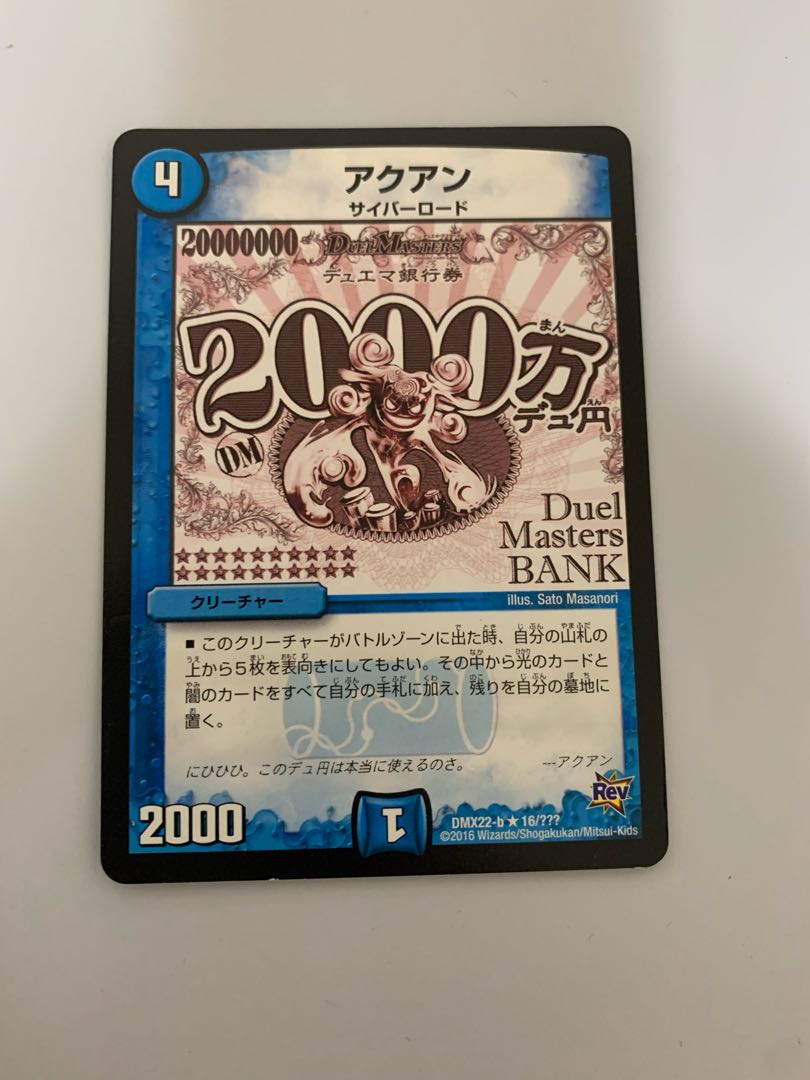 4
アクアン
サイバーロード
20000000 DUEL MASTERS
デュエマ銀行券
2000万
まん
デュ円
えん
DM
Duel
Masters
BANK
クリーチャー
illus. Sato Masanori
■ このクリーチャーがバトルゾーンに出た時、自分の山札の
上から5枚を表向きにしてもよい。その中から光のカードと
闇のカードをすべて自分の手札に加え、残りを自分の墓地に
置く。
にひひひ。このデュ円は本当に使えるのさ。 ---アクアン
Rev
2000
1
DMX22-b★16/???
©2016 Wizards/Shogakukan/Mitsui-Kids